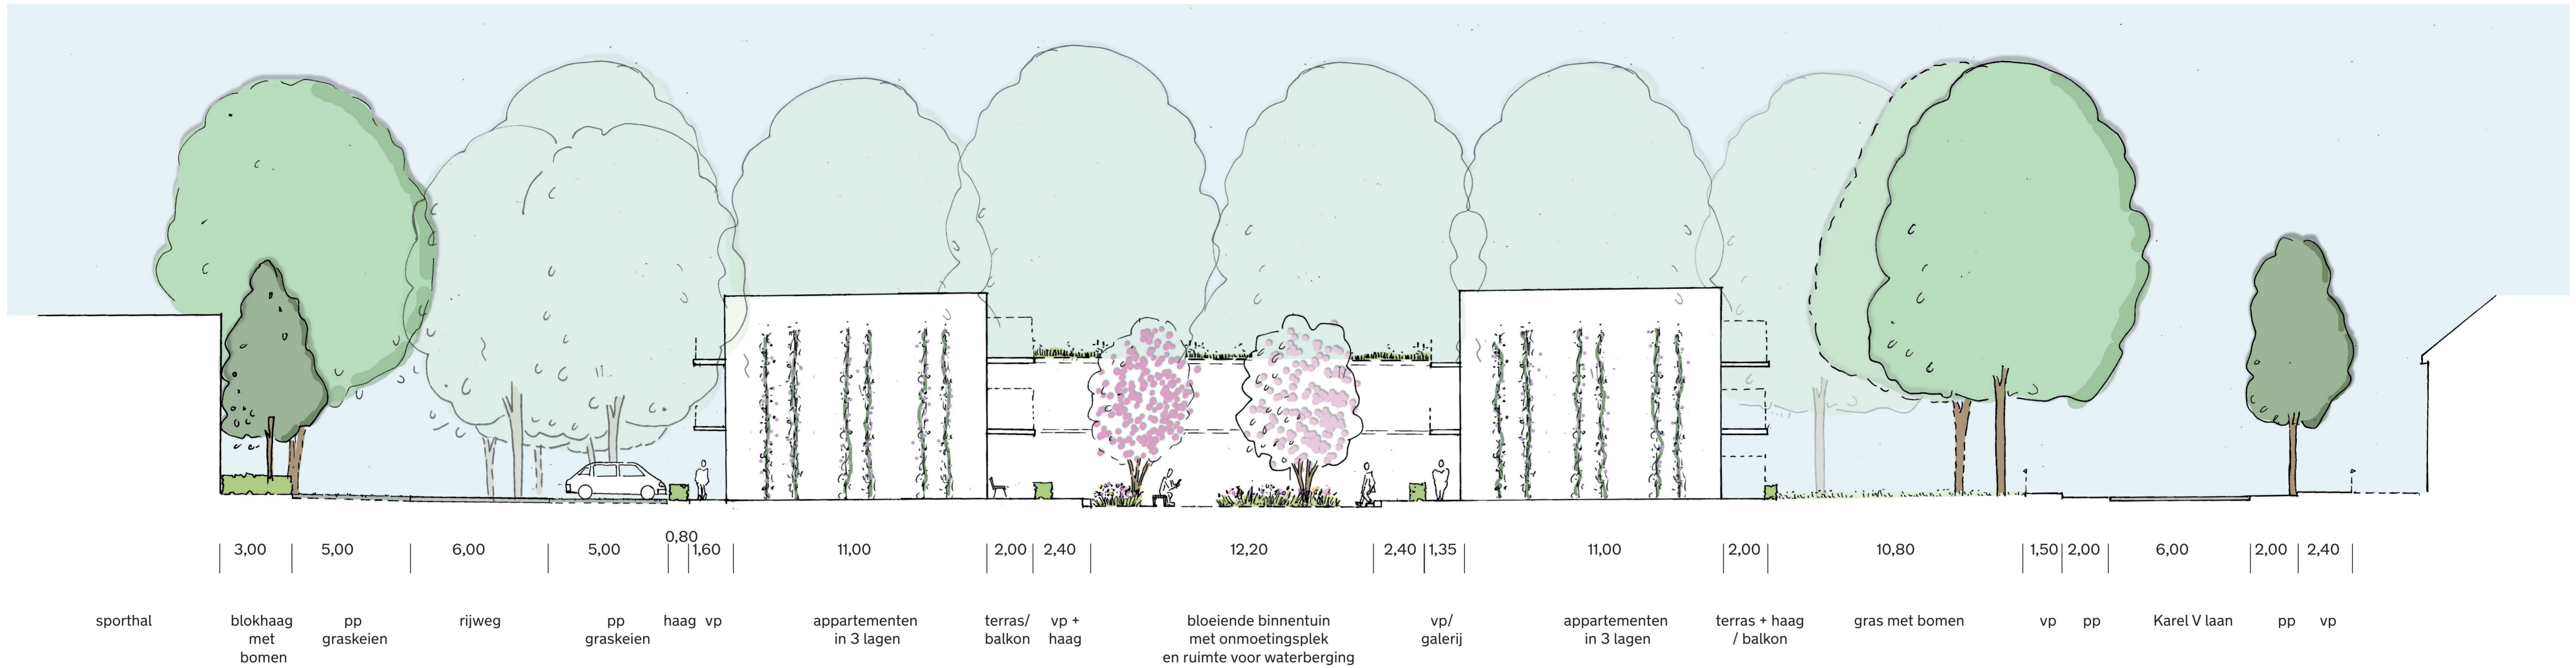 0,80
3,00 5,00 6,00 5,00 1,60 11,00 2,00 2,40 12,20 2,40 1,35 11,00 2,00 10,80 1,50 2,00 6,00 2,00 2,40
sporthal blokhaag pp rijweg pp haag vp appartementen terras/ vp + bloeiende binnentuin vp/ appartementen terras + haag gras met bomen vp pp Karel V laan pp vp
met graskeien graskeien in 3 lagen balkon haag met onmoetingsplek galerij in 3 lagen / balkon
bomen en ruimte voor waterberging